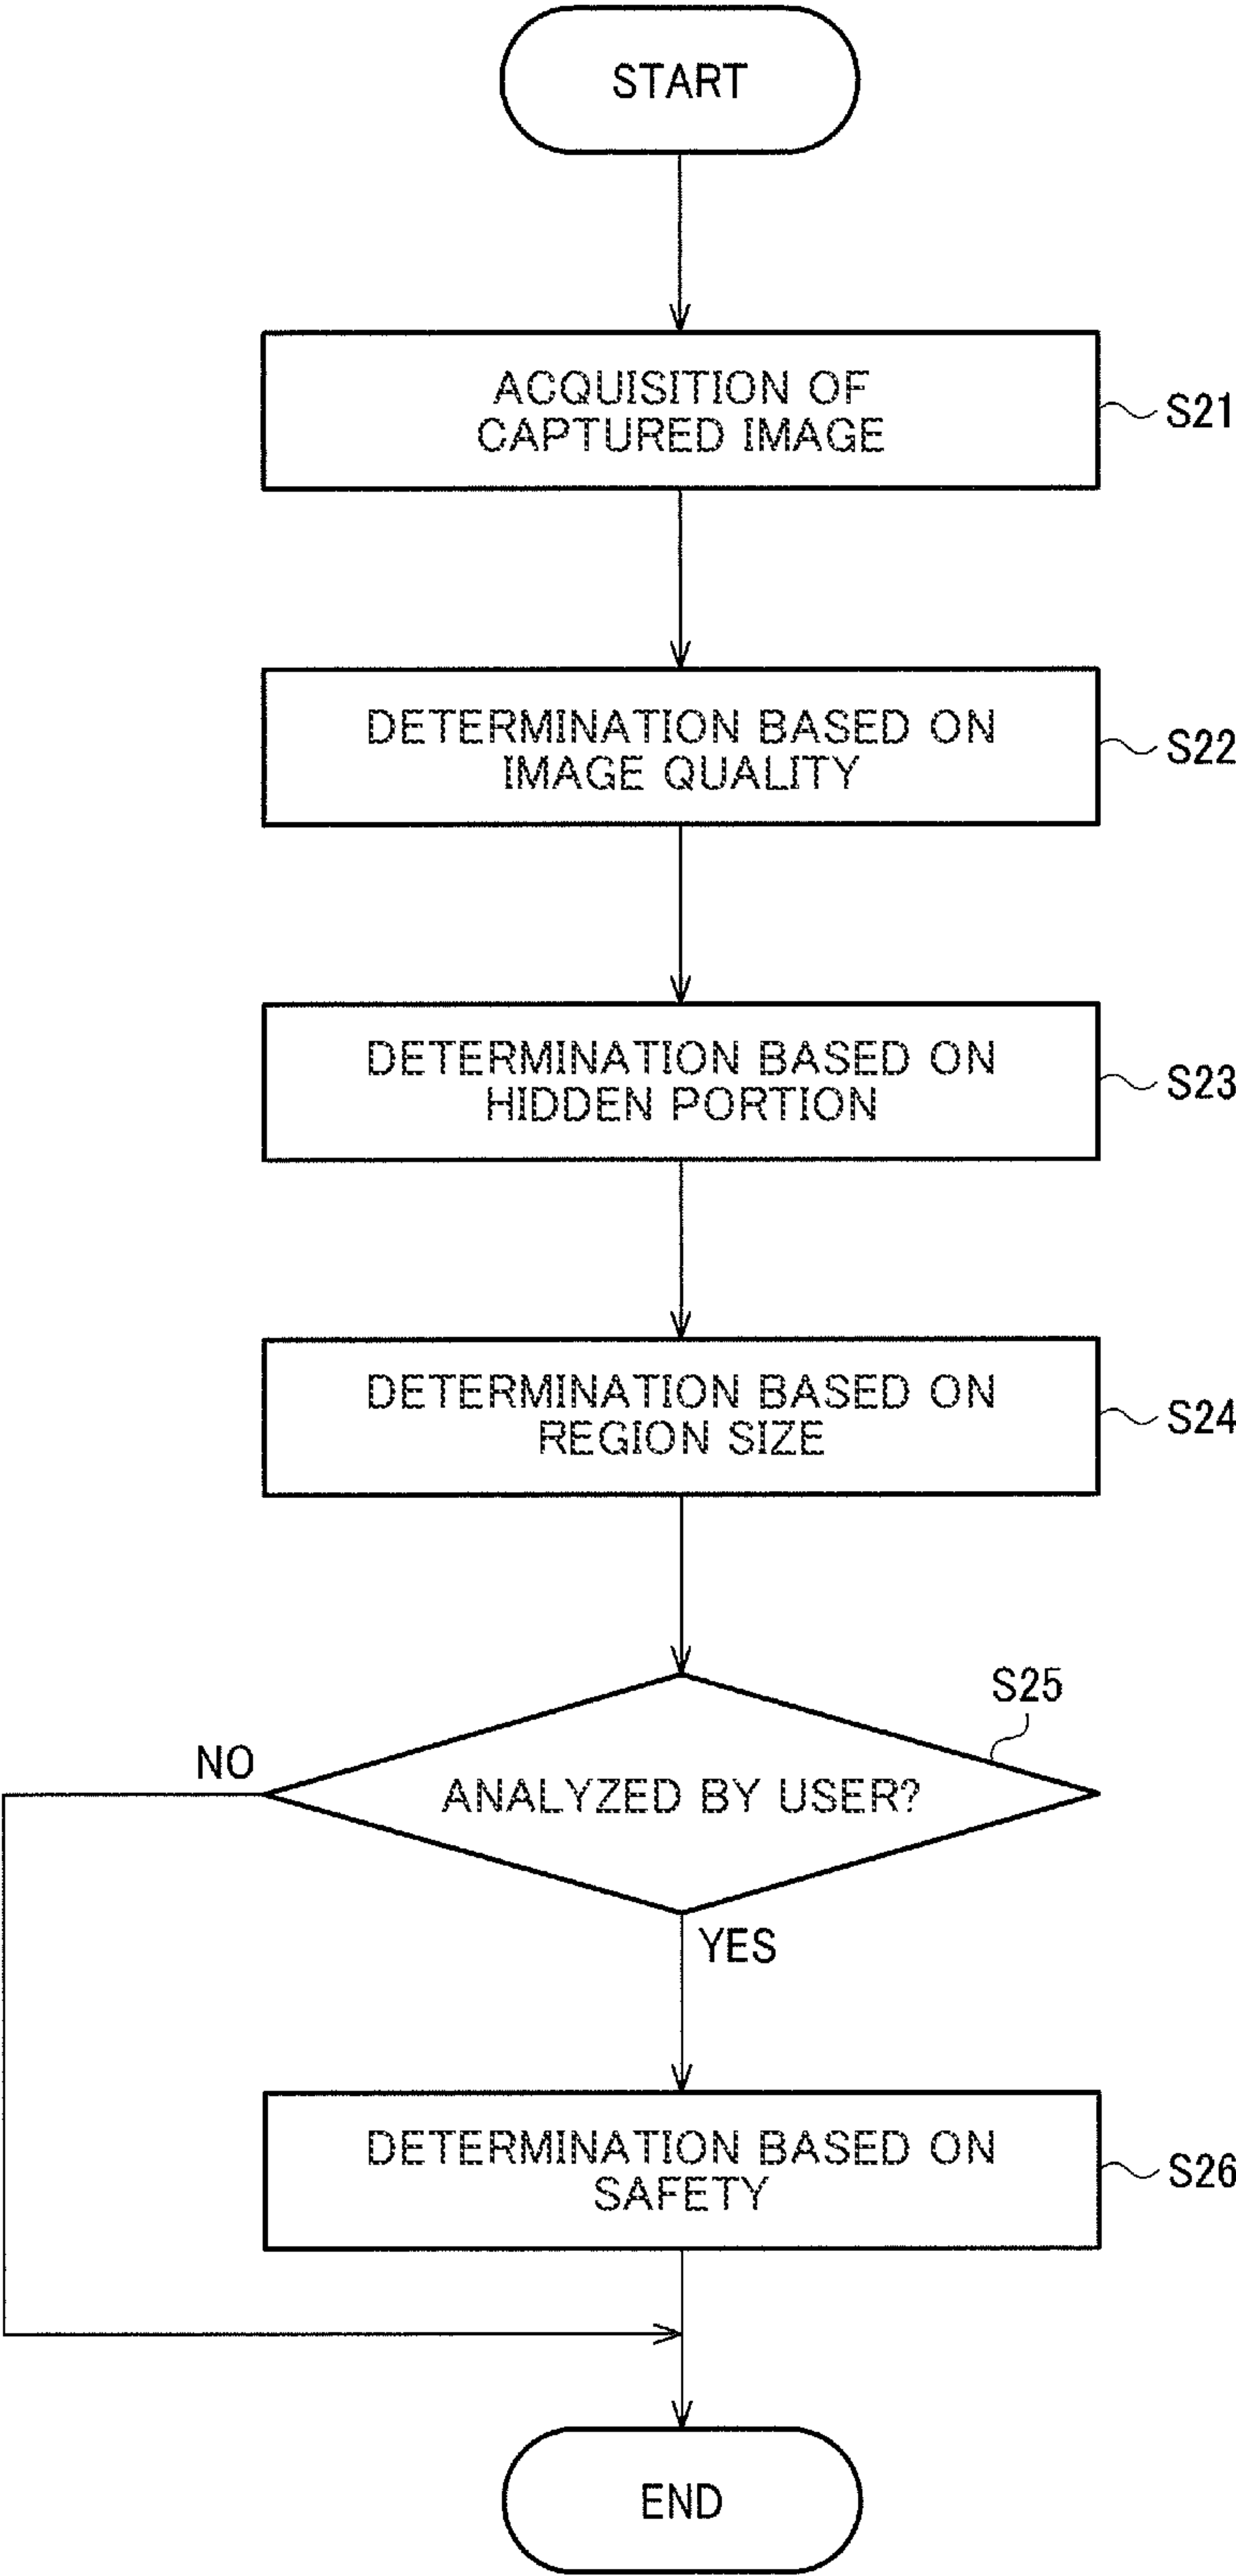 START
ACQUISITION OF
CAPTURED IMAGE
S21
DETERMINATION BASED ON
IMAGE QUALITY
S22
DETERMINATION BASED ON
HIDDEN PORTION
S23
DETERMINATION BASED ON
REGION SIZE
S24
S25
NO
ANALYZED BY USER?
YES
DETERMINATION BASED ON
SAFETY
S26
END